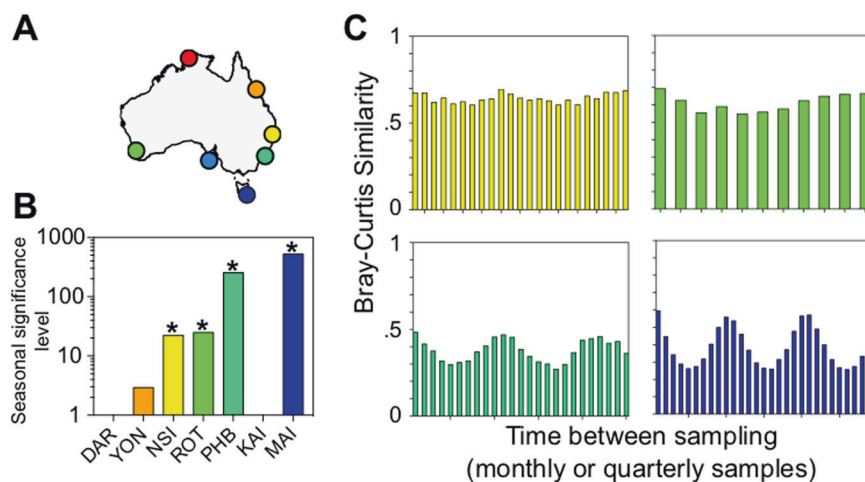 A
B
Seasonal significance
level
1000
100
10
1
*
*
*
*
DAR
YON
NSI
ROT
PHB
KAI
MAI
C
Bray-Curtis Similarity
1
.5
0
1
0.5
0
Time between sampling
(monthly or quarterly samples)